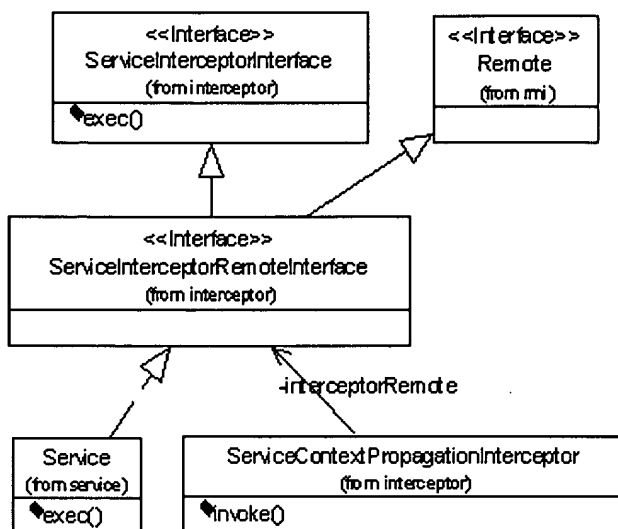 <<Interface>>
ServiceInterceptorInterface
(from interceptor)
exec()
<<Interface>>
Remote
(from rmi)
<<Interface>>
ServiceInterceptorRemoteInterface
(from interceptor)
-interceptorRemote
Service
(from service)
exec()
ServiceContextPropagationInterceptor
(from interceptor)
invoke()